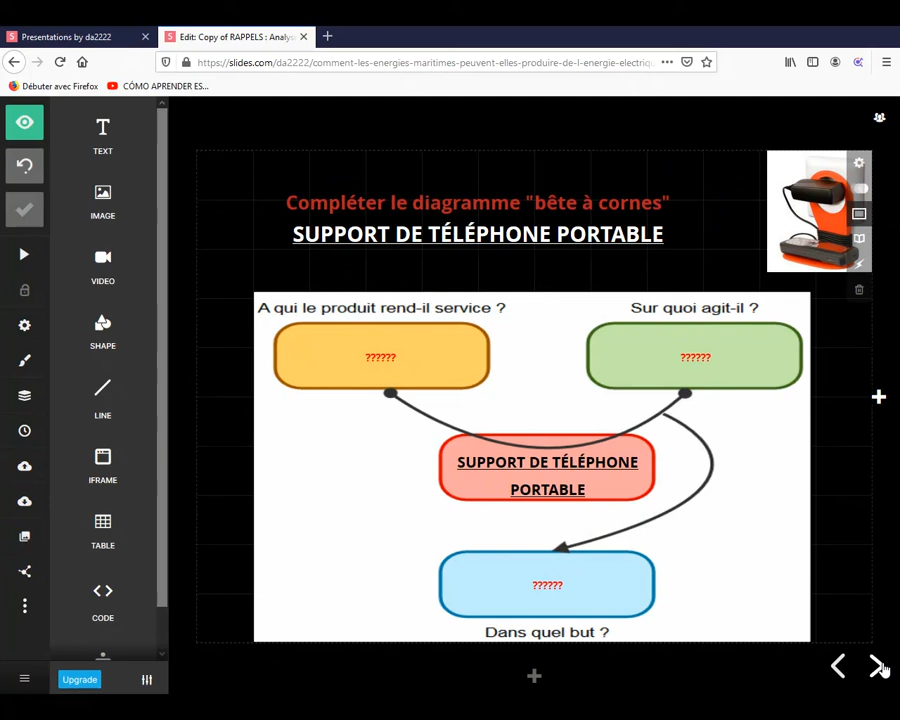 Presentations by da2222
Edit: Copy of RAPPELS : Analys
https://slides.com/da2222/comment-les-energies-maritimes-peuvent-elles-produire-de-l-energie-electriqu
Débuter avec Firefox
CÓMO APRENDER ES...
TEXT
IMAGE
VIDEO
SHAPE
LINE
IFRAME
TABLE
CODE
Upgrade
Compléter le diagramme "bête à cornes"
SUPPORT DE TÉLÉPHONE PORTABLE
A qui le produit rend-il service ?
Sur quoi agit-il ?
??????
??????
SUPPORT DE TÉLÉPHONE
PORTABLE
??????
Dans quel but ?